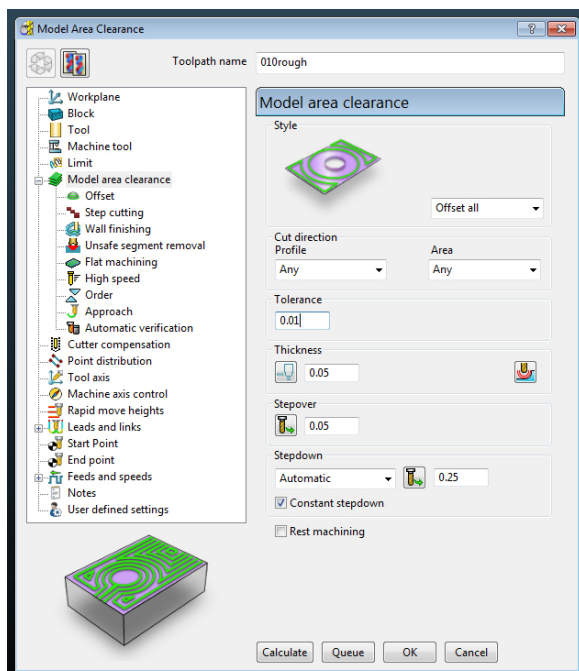 Model Area Clearance
Toolpath name 010rough
Workplane
Block
Tool
Machine tool
Limit
Model area clearance
Offset
Step cutting
Wall finishing
Unsafe segment removal
Flat machining
High speed
Order
Approach
Automatic verification
Cutter compensation
Point distribution
Tool axis
Machine axis control
Rapid move heights
Leads and links
Start Point
End point
Feeds and speeds
Notes
User defined settings
Model area clearance
Style
Offset all
Cut direction
Profile Area
Any Any
Tolerance
0.01
Thickness
0.05
Stepover
0.05
Stepdown
Automatic 0.25
Constant stepdown
Rest machining
Calculate Queue OK Cancel